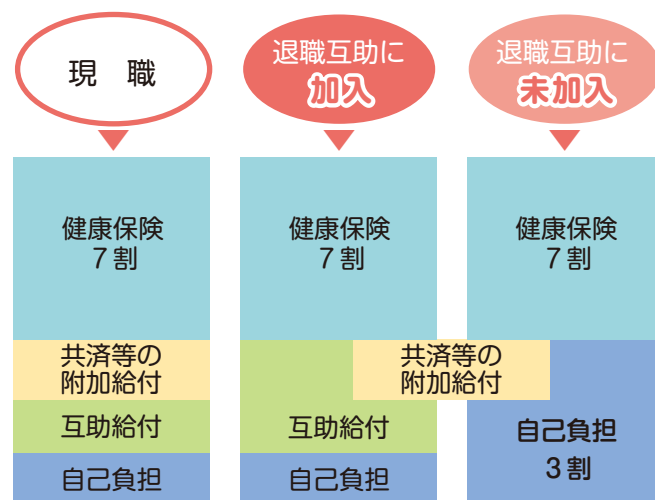 現　職
退職互助に
加入
退職互助に
未加入
健康保険
７割
健康保険
７割
健康保険
７割
共済等の
附加給付
共済等の
附加給付
互助給付
互助給付
自己負担
３割
自己負担
自己負担